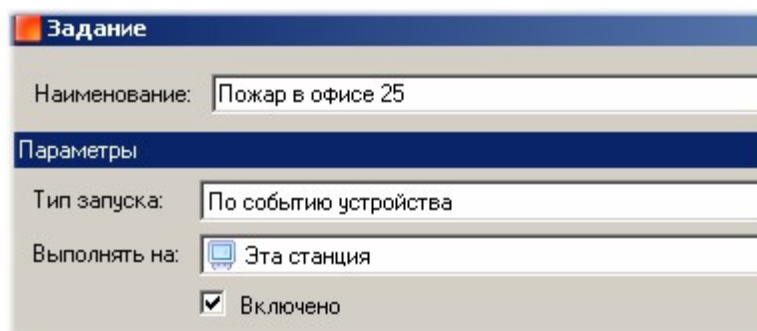 Задание
Наименование: Пожар в офисе 25
Параметры
Тип запуска: По событию устройства
Выполнять на: Эта станция
Включено